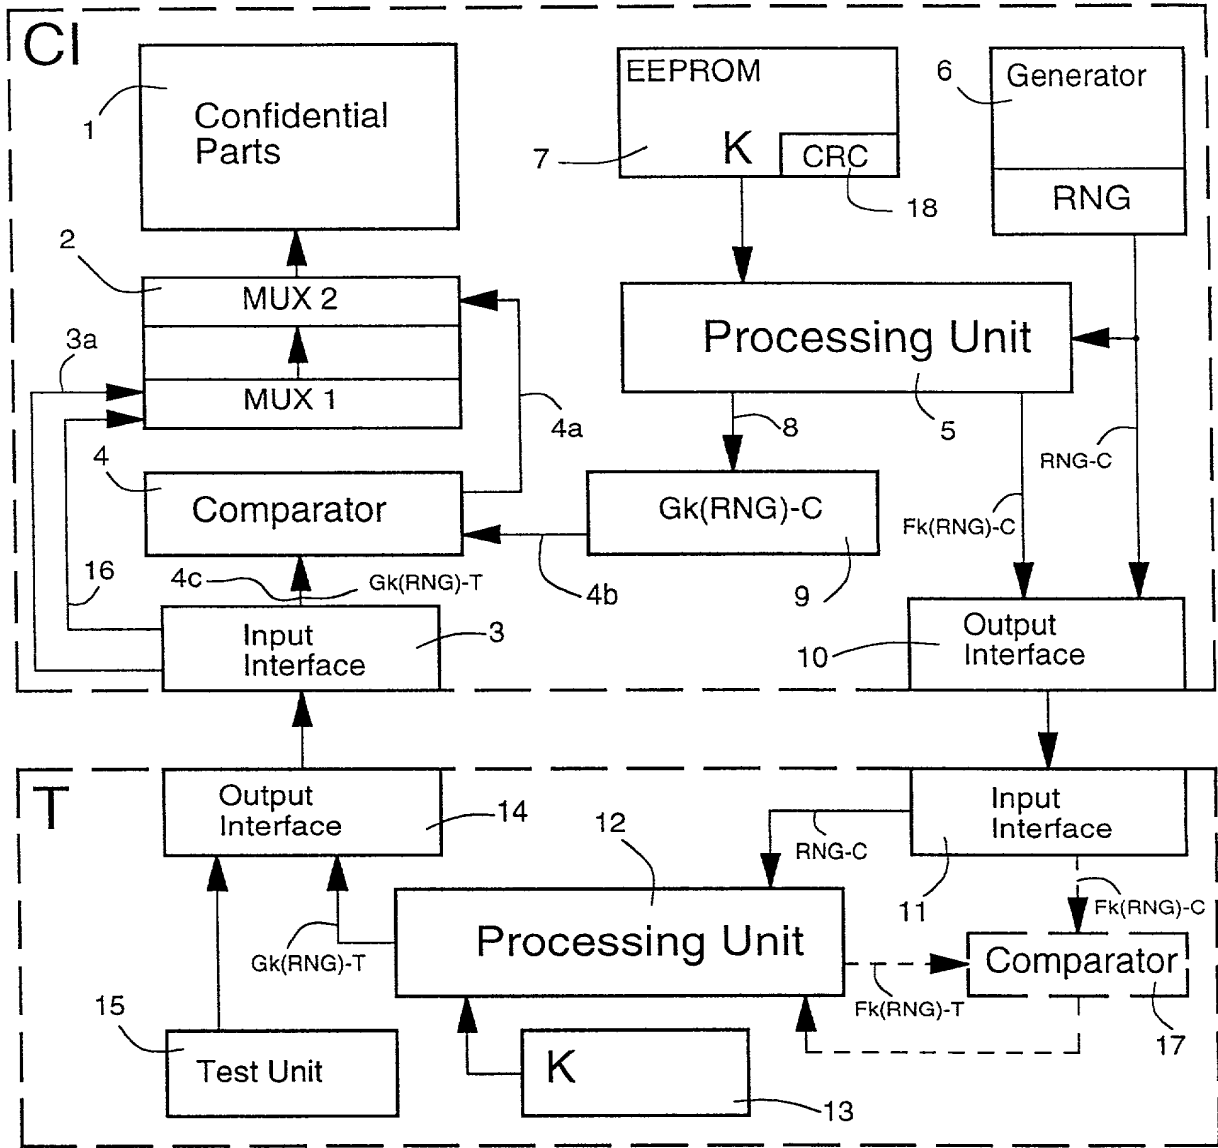 CI
1
Confidential
Parts
EEPROM
7
K
CRC
18
6
Generator
RNG
2
MUX 2
3a
MUX 1
4a
Processing Unit
5
8
RNG-C
4
Comparator
Gk(RNG)-C
Fk(RNG)-C
16
4c
Gk(RNG)-T
4b
9
Input
Interface
3
10
Output
Interface
T
Output
Interface
14
12
RNG-C
Input
Interface
11
Fk(RNG)-C
Processing Unit
Gk(RNG)-T
Comparator
Fk(RNG)-T
17
15
Test Unit
K
13